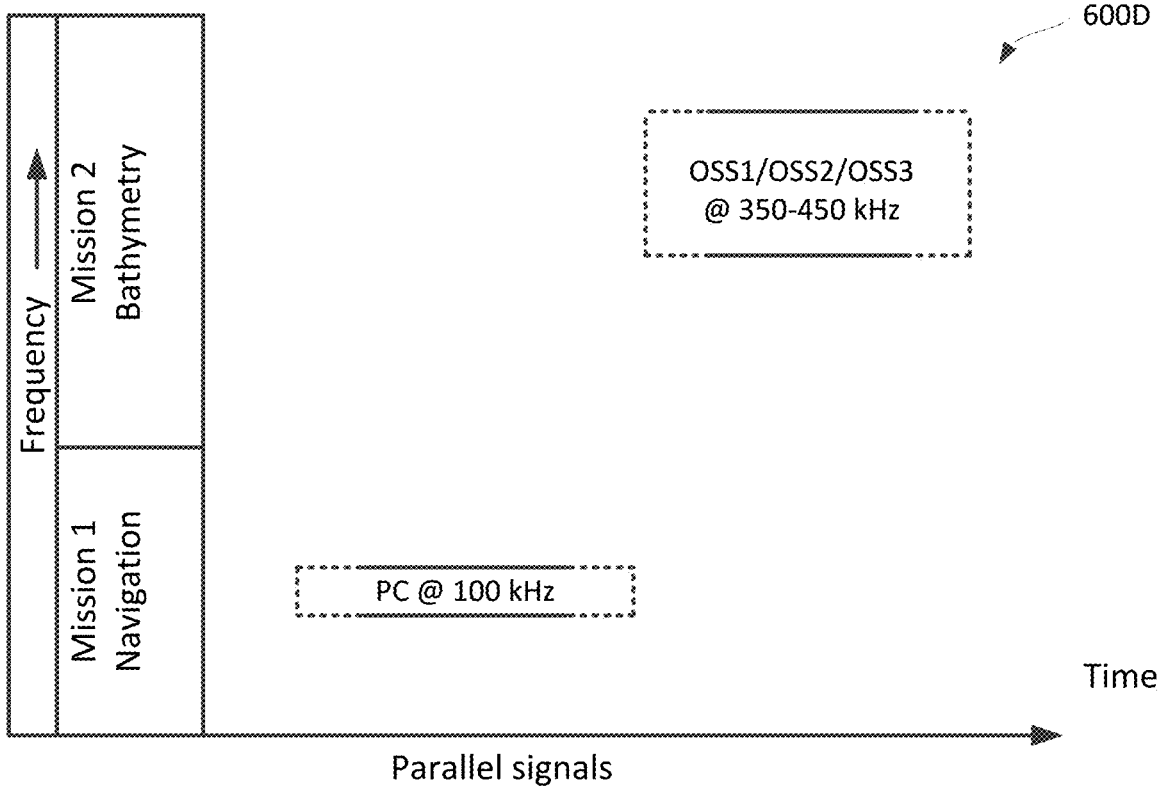 600D
OSS1/OSS2/OSS3
@ 350-450 kHz
Frequency
Mission 2
Bathymetry
Mission 1
Navigation
PC @ 100 kHz
Time
Parallel signals